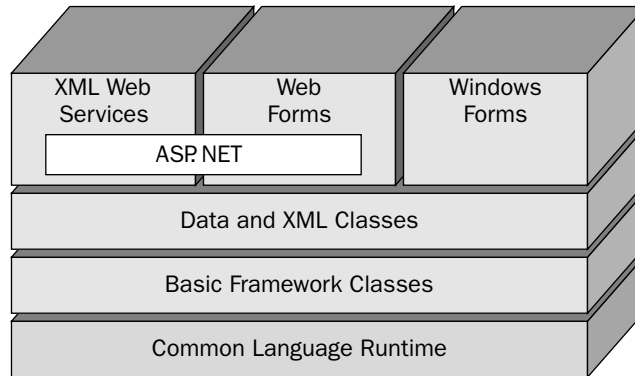 XML Web
Services
Web
Forms
Windows
Forms
ASP.NET
Data and XML Classes
Basic Framework Classes
Common Language Runtime